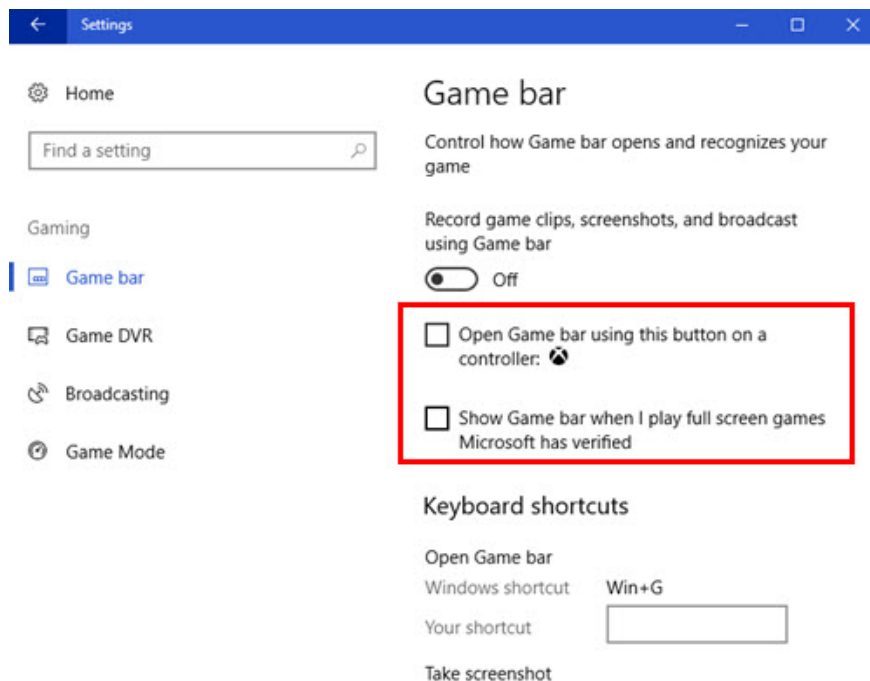 Settings
Home
Find a setting
Gaming
Game bar
Game DVR
Broadcasting
Game Mode
Game bar
Control how Game bar opens and recognizes your
game
Record game clips, screenshots, and broadcast
using Game bar
Off
Open Game bar using this button on a
controller:
Show Game bar when I play full screen games
Microsoft has verified
Keyboard shortcuts
Open Game bar
Windows shortcut Win+G
Your shortcut
Take screenshot